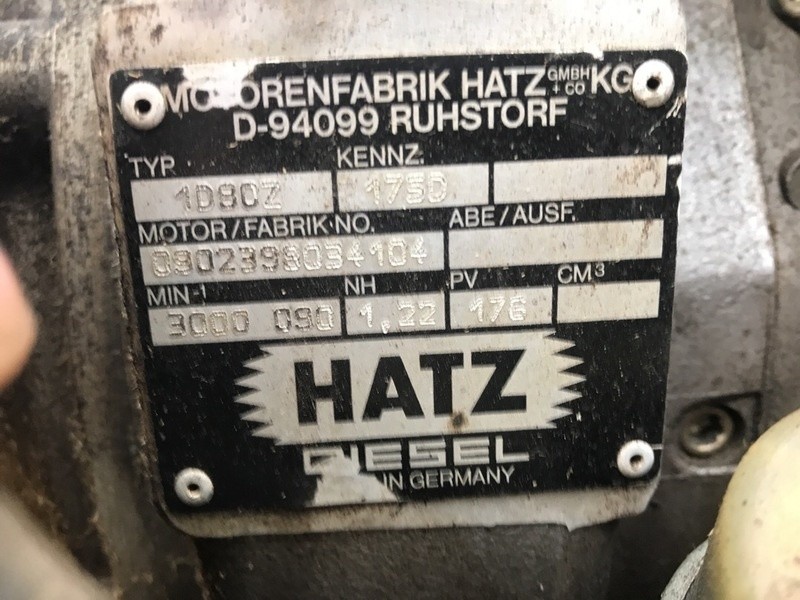 MOTORENFABRIK HATZ GMBH + CO KG
D-94099 RUHSTORF
TYP KENNZ.
1D80Z 175D
MOTOR/FABRIK NO. ABE/AUSF.
0802398034104
MIN-1 NH PV CM3
3000 090 1,22 176
HATZ
DIESEL
IN GERMANY